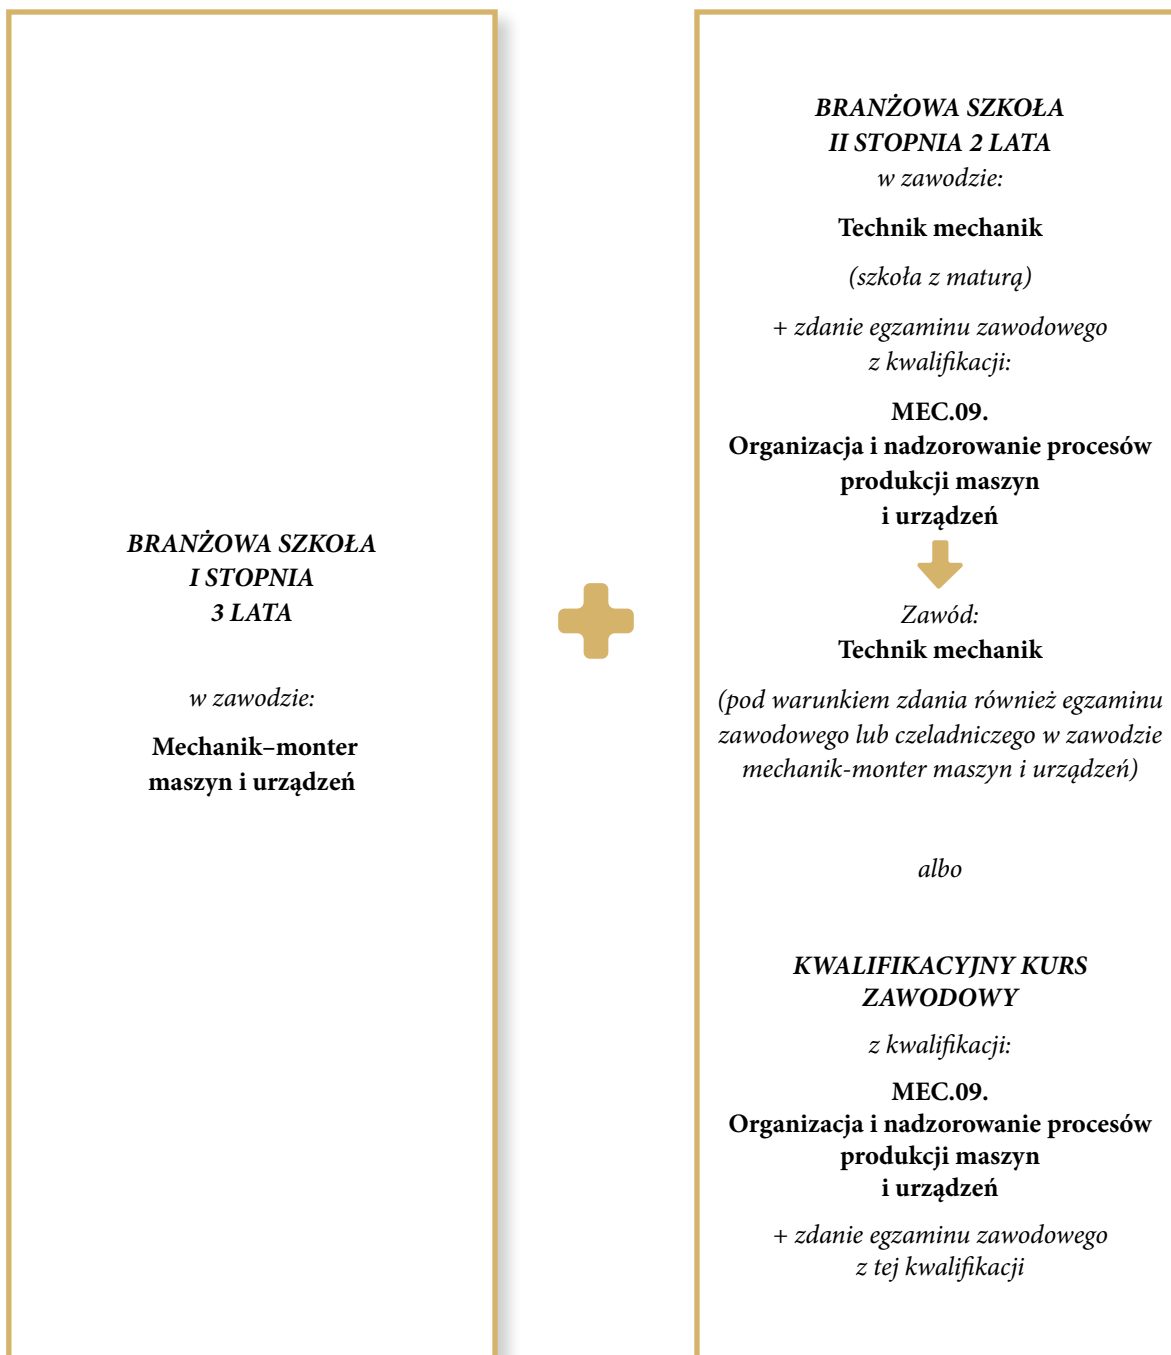 BRANŻOWA SZKOŁA
I STOPNIA
3 LATA
w zawodzie:
Mechanik–monter
maszyn i urządzeń
BRANŻOWA SZKOŁA
II STOPNIA 2 LATA
w zawodzie:
Technik mechanik
(szkoła z maturą)
+ zdanie egzaminu zawodowego
z kwalifikacji:
MEC.09.
Organizacja i nadzorowanie procesów
produkcji maszyn
i urządzeń
Zawód:
Technik mechanik
(pod warunkiem zdania również egzaminu
zawodowego lub czeladniczego w zawodzie
mechanik-monter maszyn i urządzeń)
albo
KWALIFIKACYJNY KURS
ZAWODOWY
z kwalifikacji:
MEC.09.
Organizacja i nadzorowanie procesów
produkcji maszyn
i urządzeń
+ zdanie egzaminu zawodowego
z tej kwalifikacji